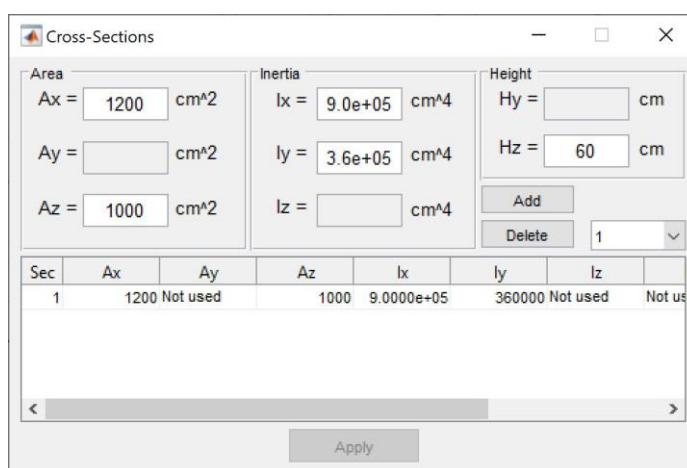 Cross-Sections
Area
Ax = 1200 cm^2
Ay = cm^2
Az = 1000 cm^2
Inertia
Ix = 9.0e+05 cm^4
Iy = 3.6e+05 cm^4
Iz = cm^4
Height
Hy = cm
Hz = 60 cm
Add
Delete 1
Sec Ax Ay Az Ix Iy Iz
1 1200 Not used 1000 9.0000e+05 360000 Not used Not us
Apply